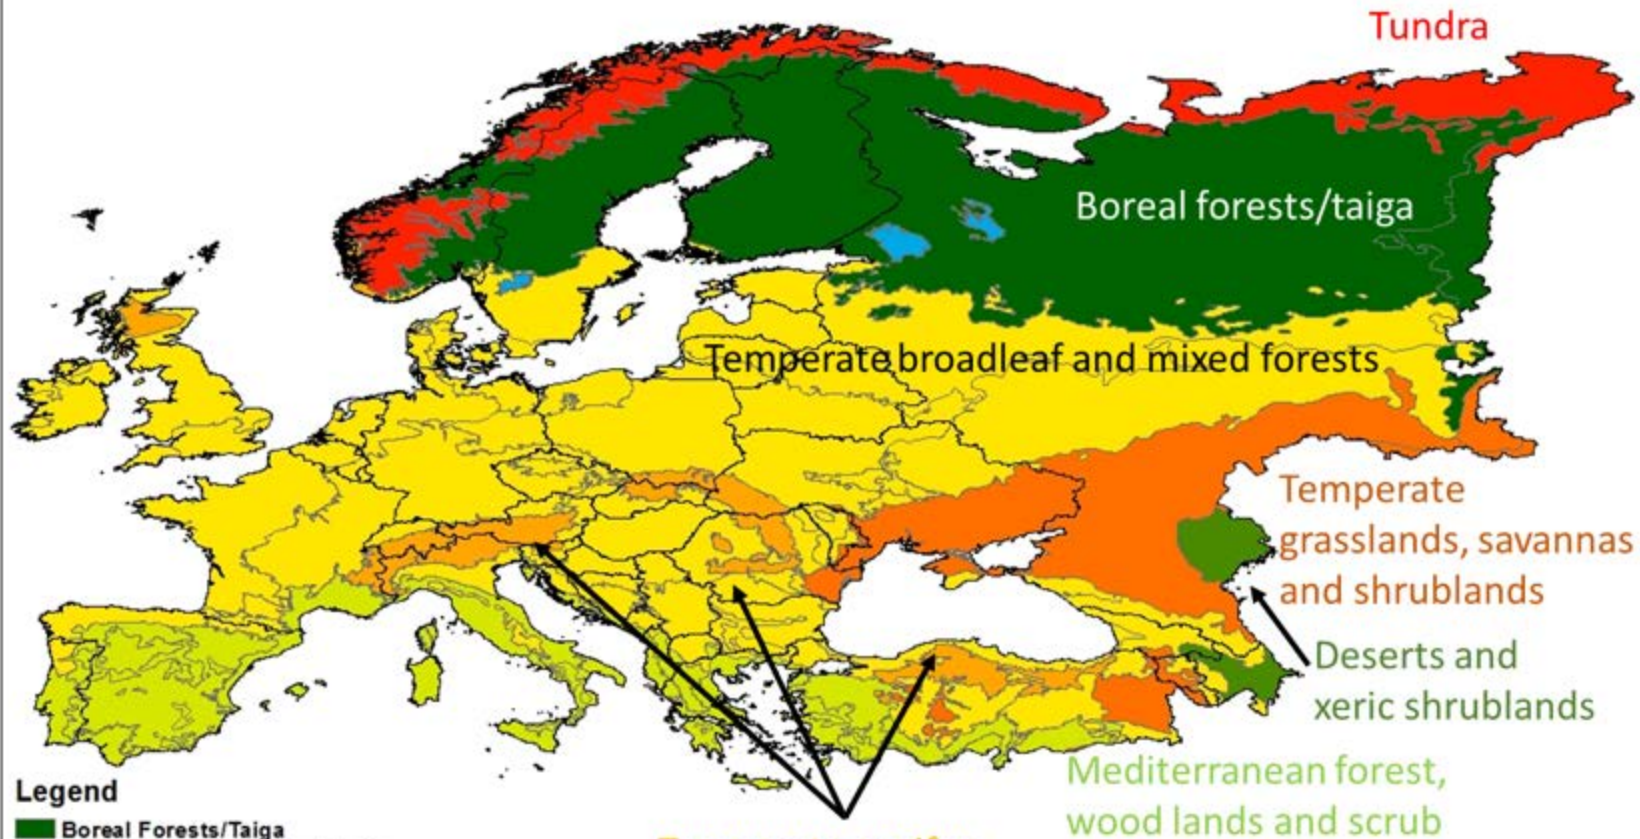 Tundra
Boreal forests/taiga
Temperate broadleaf and mixed forests
Temperate
grasslands, savannas
and shrublands
Deserts and
xeric shrublands
Mediterranean forest,
wood lands and scrub
Legend
Boreal Forests/Taiga